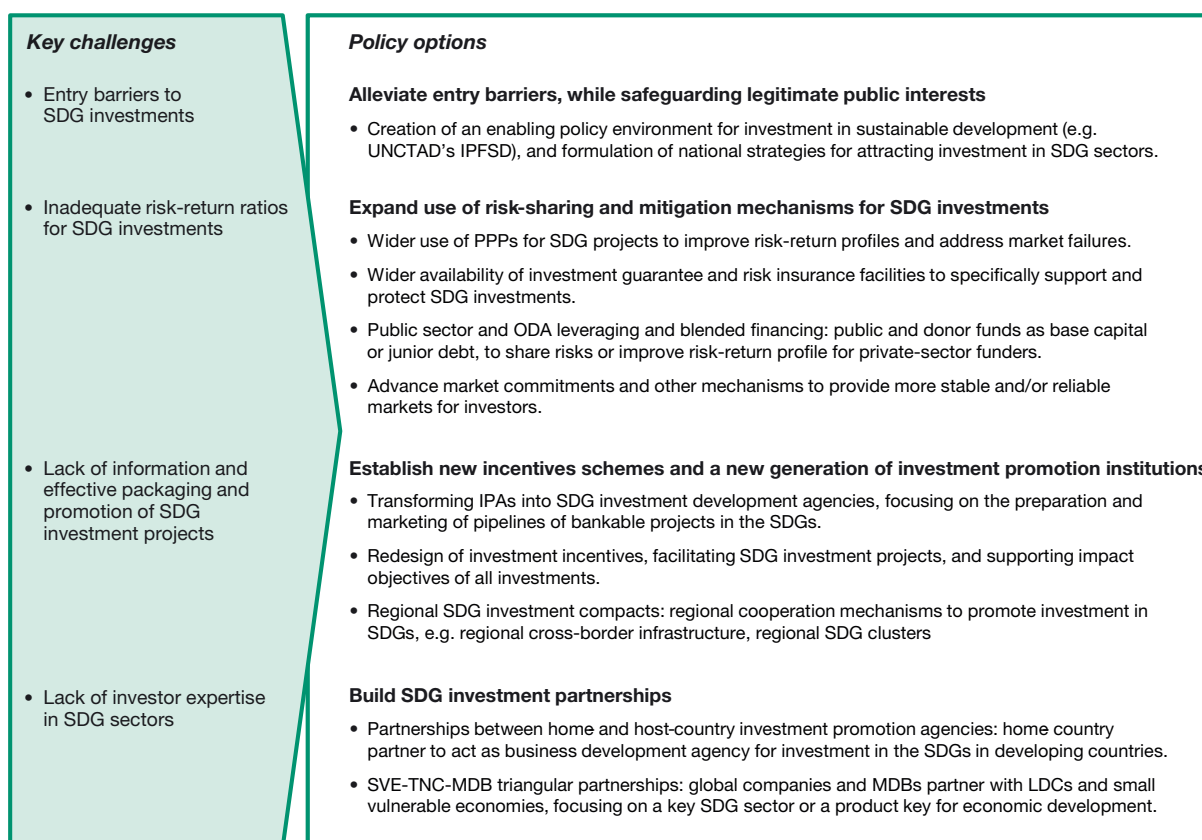 Key challenges
Policy options
• Entry barriers to
SDG investments
Alleviate entry barriers, while safeguarding legitimate public interests
• Creation of an enabling policy environment for investment in sustainable development (e.g.
UNCTAD's IPFSD), and formulation of national strategies for attracting investment in SDG sectors.
• Inadequate risk-return ratios
for SDG investments
Expand use of risk-sharing and mitigation mechanisms for SDG investments
• Wider use of PPPs for SDG projects to improve risk-return profiles and address market failures.
• Wider availability of investment guarantee and risk insurance facilities to specifically support and
protect SDG investments.
• Public sector and ODA leveraging and blended financing: public and donor funds as base capital
or junior debt, to share risks or improve risk-return profile for private-sector funders.
• Advance market commitments and other mechanisms to provide more stable and/or reliable
markets for investors.
• Lack of information and
effective packaging and
promotion of SDG
investment projects
Establish new incentives schemes and a new generation of investment promotion institutions
• Transforming IPAs into SDG investment development agencies, focusing on the preparation and
marketing of pipelines of bankable projects in the SDGs.
• Redesign of investment incentives, facilitating SDG investment projects, and supporting impact
objectives of all investments.
• Regional SDG investment compacts: regional cooperation mechanisms to promote investment in
SDGs, e.g. regional cross-border infrastructure, regional SDG clusters
• Lack of investor expertise
in SDG sectors
Build SDG investment partnerships
• Partnerships between home and host-country investment promotion agencies: home country
partner to act as business development agency for investment in the SDGs in developing countries.
• SVE-TNC-MDB triangular partnerships: global companies and MDBs partner with LDCs and small
vulnerable economies, focusing on a key SDG sector or a product key for economic development.